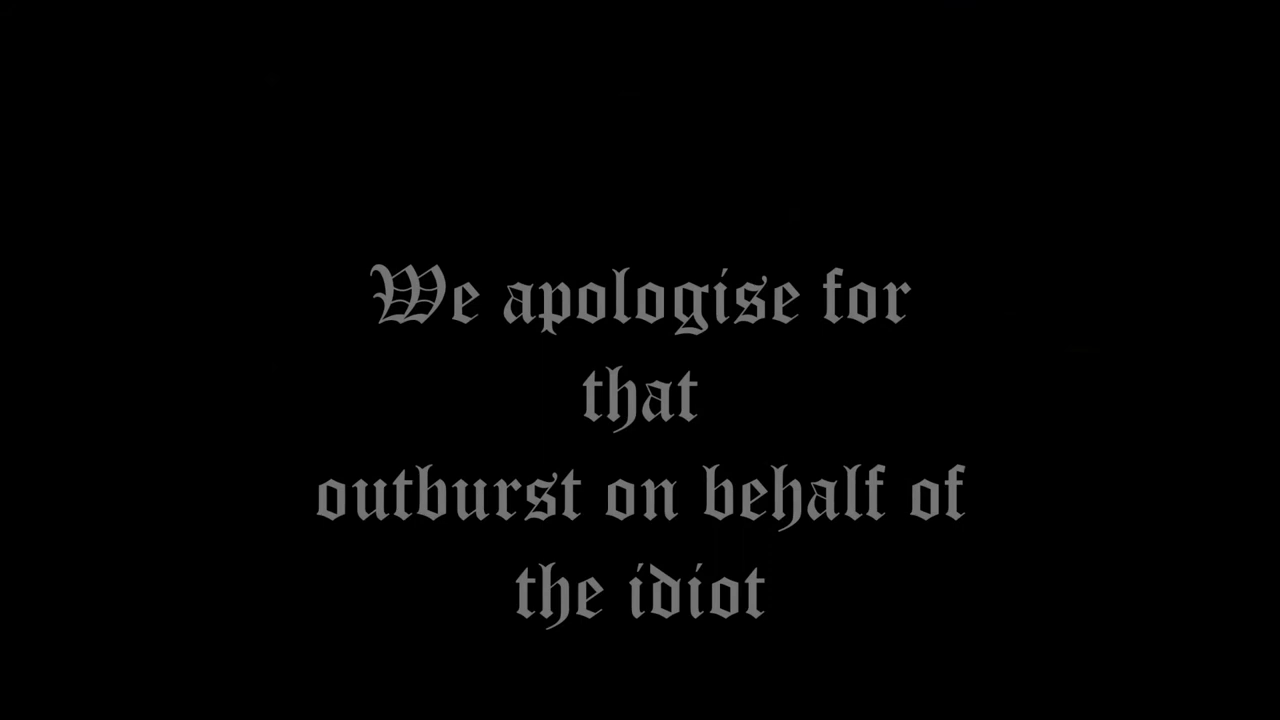 We apologise for
that
outburst on behalf of
the idiot